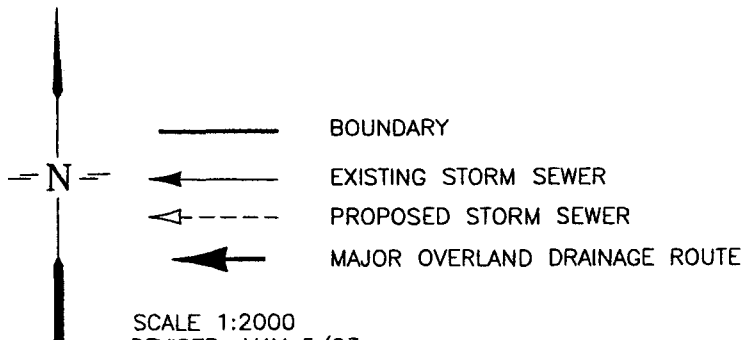 BOUNDARY
N
EXISTING STORM SEWER
PROPOSED STORM SEWER
MAJOR OVERLAND DRAINAGE ROUTE
SCALE 1:2000